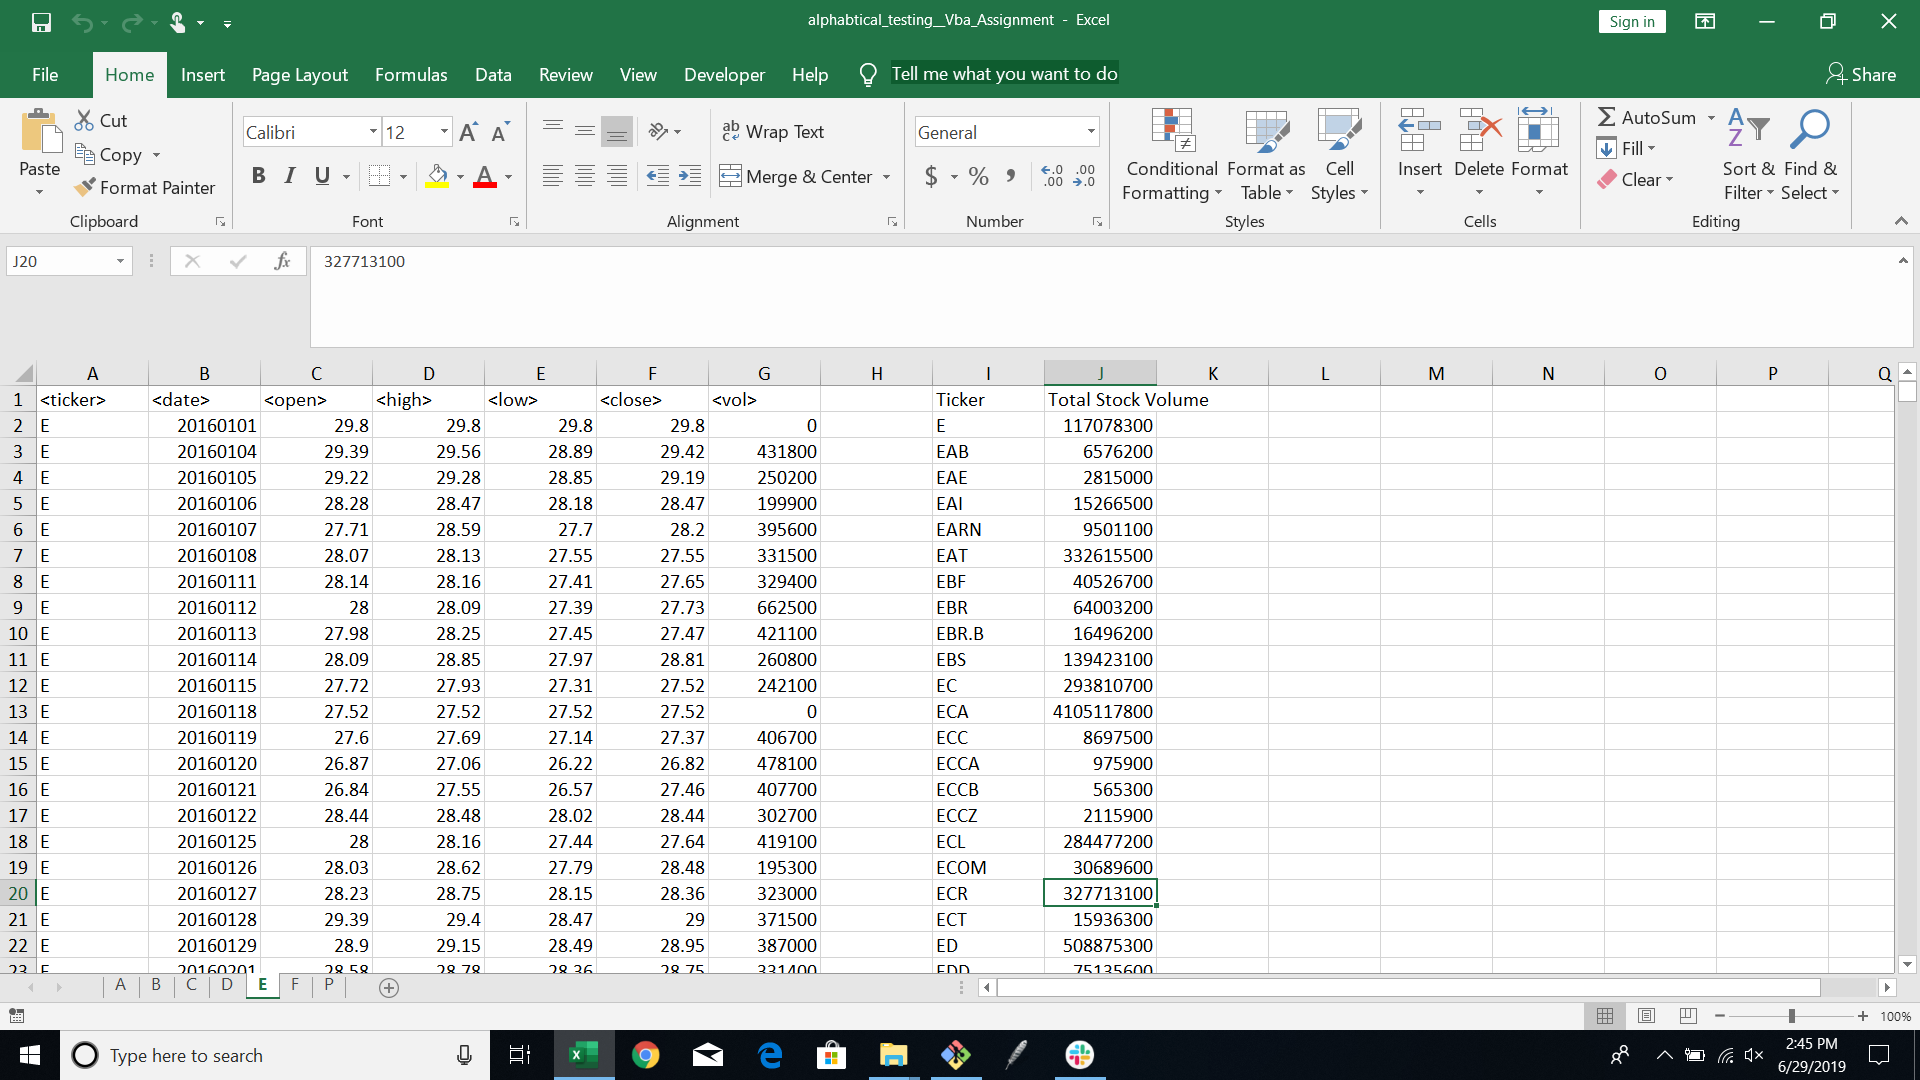 alphabtical_testing__Vba_Assignment - Excel
Sign in
File Home Insert Page Layout Formulas Data Review View Developer Help Tell me what you want to do Share
Paste Cut Copy Format Painter Clipboard
Calibri 12 B I U A A A Font
ab Wrap Text Merge & Center Alignment
General $ % , Number
Conditional Formatting Format as Table Cell Styles Styles
Insert Delete Format Cells
AutoSum Fill Clear Sort & Filter Find & Select Editing
J20 fx 327713100
A B C D E F G H I J K L M N O P Q
1 <ticker> <date> <open> <high> <low> <close> <vol> Ticker Total Stock Volume
2 E 20160101 29.8 29.8 29.8 29.8 0 E 117078300
3 E 20160104 29.39 29.56 28.89 29.42 431800 EAB 6576200
4 E 20160105 29.22 29.28 28.85 29.19 250200 EAE 2815000
5 E 20160106 28.28 28.47 28.18 28.47 199900 EAI 15266500
6 E 20160107 27.71 28.59 27.7 28.2 395600 EARN 9501100
7 E 20160108 28.07 28.13 27.55 27.55 331500 EAT 332615500
8 E 20160111 28.14 28.16 27.41 27.65 329400 EBF 40526700
9 E 20160112 28 28.09 27.39 27.73 662500 EBR 64003200
10 E 20160113 27.98 28.25 27.45 27.47 421100 EBR.B 16496200
11 E 20160114 28.09 28.85 27.97 28.81 260800 EBS 139423100
12 E 20160115 27.72 27.93 27.31 27.52 242100 EC 293810700
13 E 20160118 27.52 27.52 27.52 27.52 0 ECA 4105117800
14 E 20160119 27.6 27.69 27.14 27.37 406700 ECC 8697500
15 E 20160120 26.87 27.06 26.22 26.82 478100 ECCA 975900
16 E 20160121 26.84 27.55 26.57 27.46 407700 ECCB 565300
17 E 20160122 28.44 28.48 28.02 28.44 302700 ECCZ 2115900
18 E 20160125 28 28.16 27.44 27.64 419100 ECL 284477200
19 E 20160126 28.03 28.62 27.79 28.48 195300 ECOM 30689600
20 E 20160127 28.23 28.75 28.15 28.36 323000 ECR 327713100
21 E 20160128 29.39 29.4 28.47 29 371500 ECT 15936300
22 E 20160129 28.9 29.15 28.49 28.95 387000 ED 508875300
23 E 20160201 28.58 28.78 28.36 28.75 331400 EDD 75135600
A B C D E F P
100%
Type here to search
2:45 PM
6/29/2019